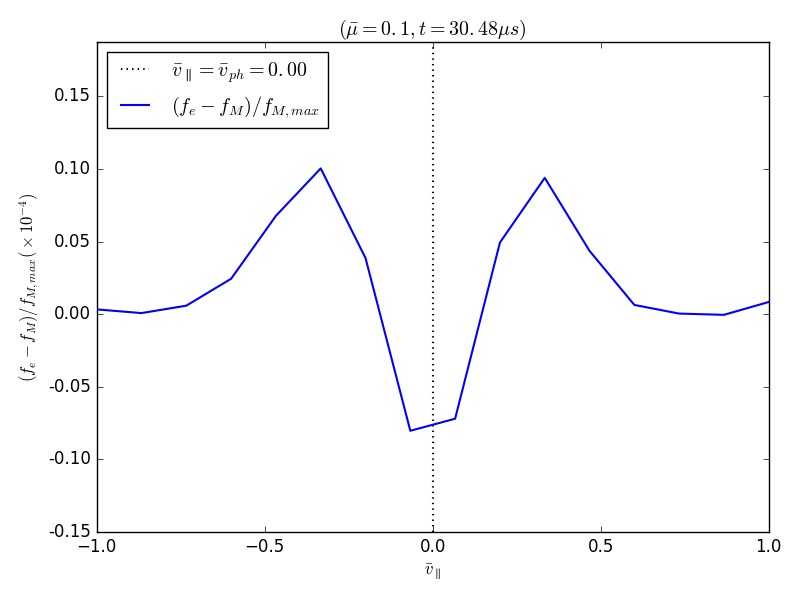 (μ̄ = 0.1, t = 30.48μs)
v̄∥ = v̄ph = 0.00
(fe − fM)/fM,max
(fe − fM)/fM,max(×10⁻⁴)
0.15
0.10
0.05
0.00
-0.05
-0.10
-0.15
−1.0 −0.5 0.0 0.5 1.0
v̄∥